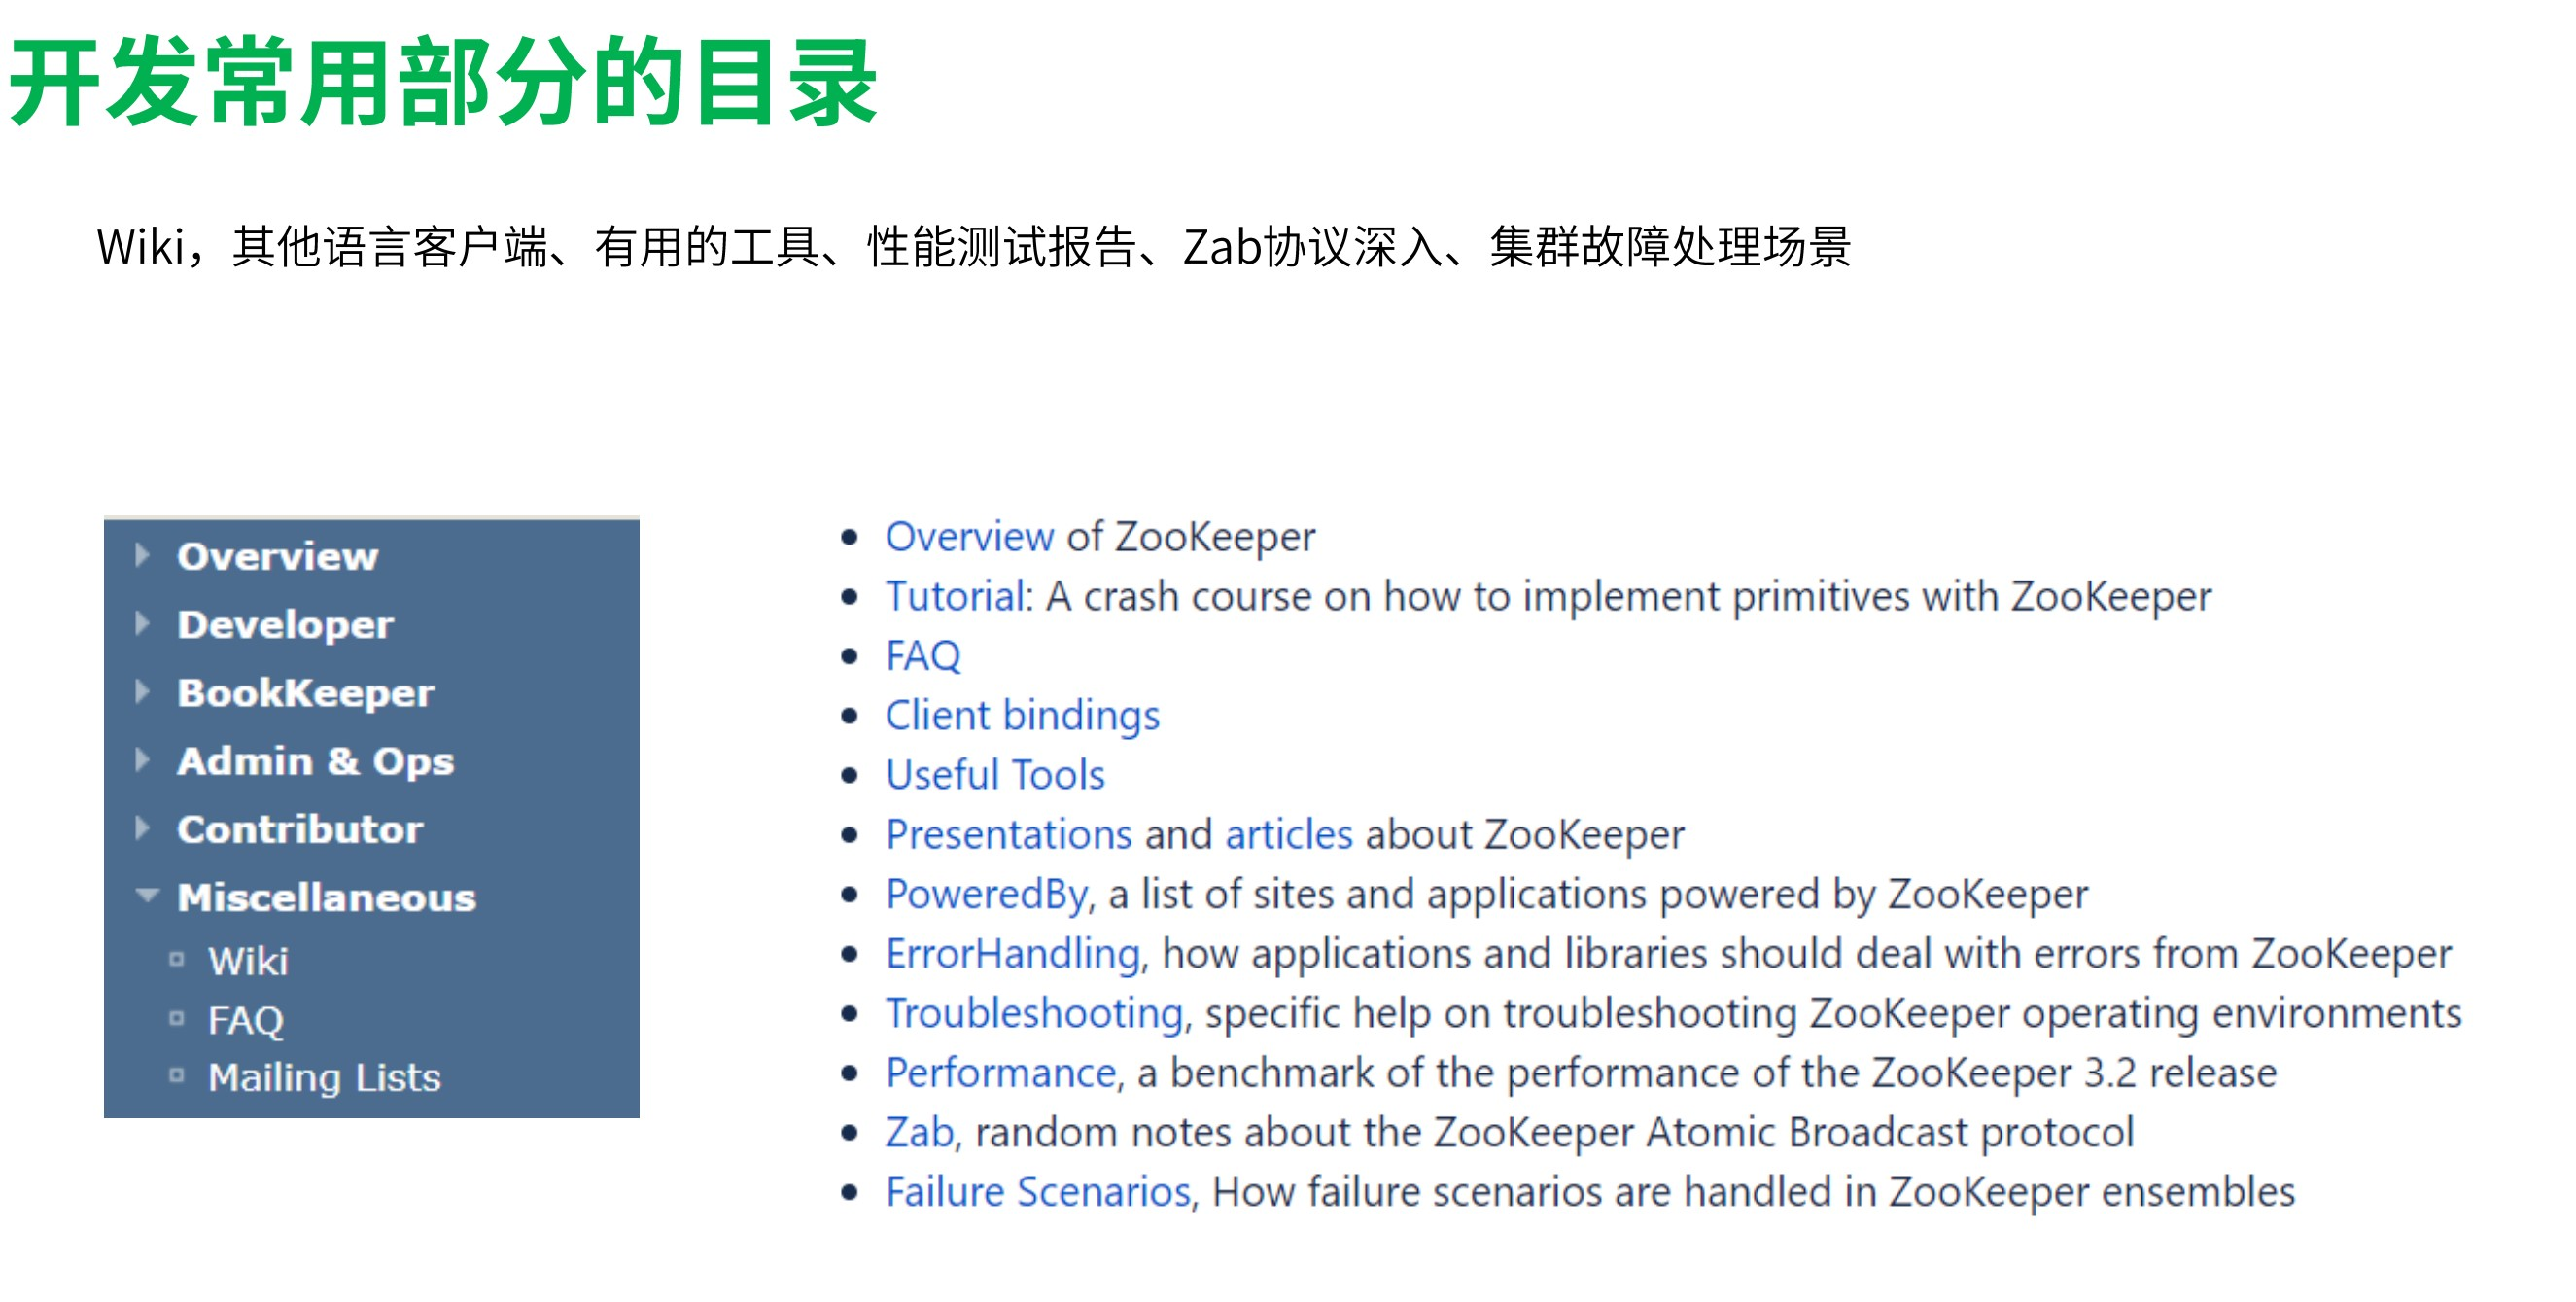 开发常用部分的目录
Wiki，其他语言客户端、有用的工具、性能测试报告、Zab协议深入、集群故障处理场景
Overview
Developer
BookKeeper
Admin & Ops
Contributor
Miscellaneous
Wiki
FAQ
Mailing Lists
Overview of ZooKeeper
Tutorial: A crash course on how to implement primitives with ZooKeeper
FAQ
Client bindings
Useful Tools
Presentations and articles about ZooKeeper
PoweredBy, a list of sites and applications powered by ZooKeeper
ErrorHandling, how applications and libraries should deal with errors from ZooKeeper
Troubleshooting, specific help on troubleshooting ZooKeeper operating environments
Performance, a benchmark of the performance of the ZooKeeper 3.2 release
Zab, random notes about the ZooKeeper Atomic Broadcast protocol
Failure Scenarios, How failure scenarios are handled in ZooKeeper ensembles